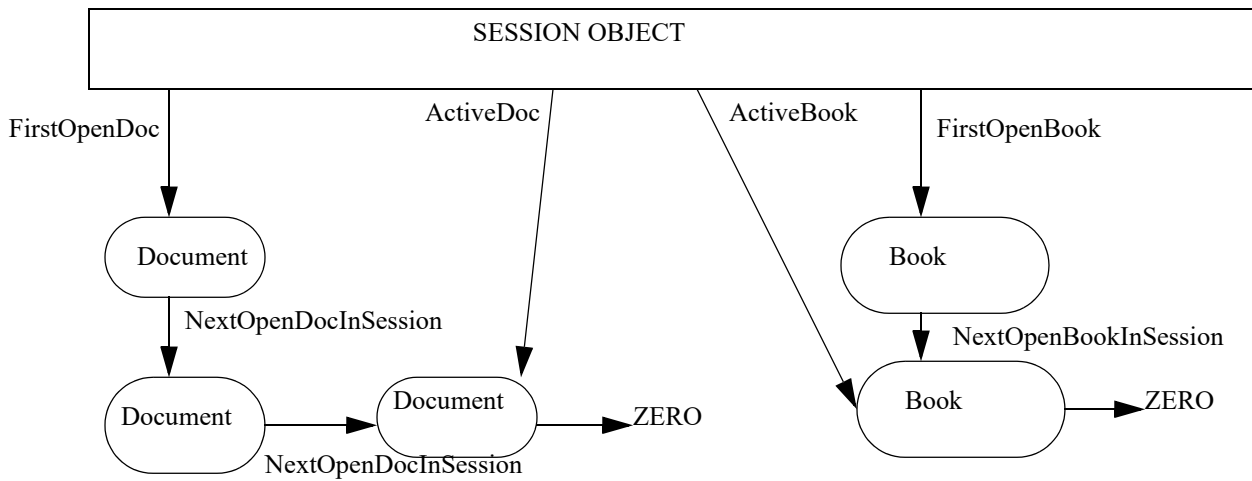 SESSION OBJECT
FirstOpenDoc
ActiveDoc
ActiveBook
FirstOpenBook
Document
Book
NextOpenDocInSession
NextOpenBookInSession
Document
Document
ZERO
Book
ZERO
NextOpenDocInSession